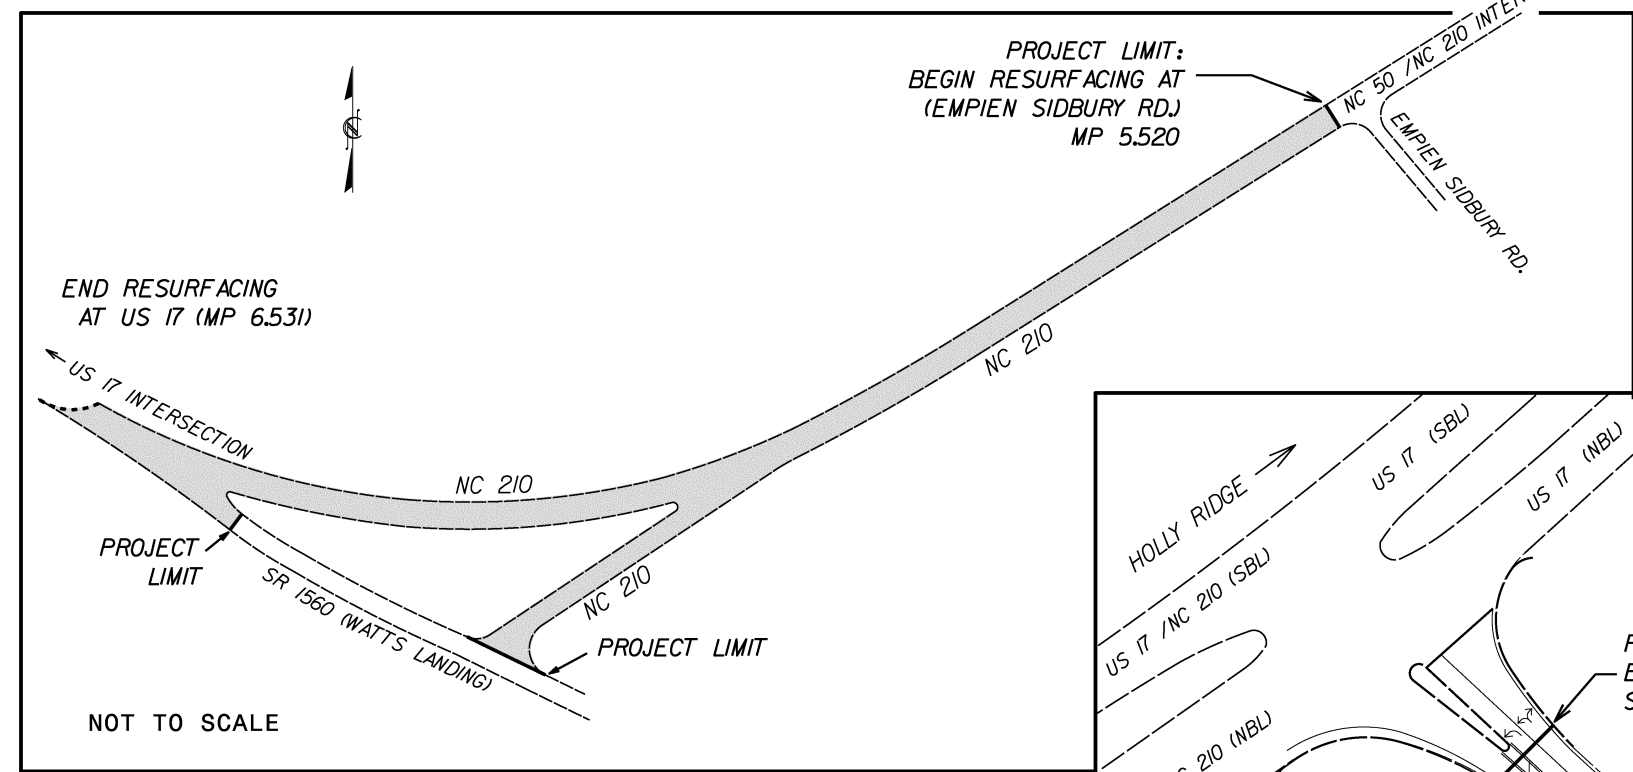 NC 50 / NC 210
PROJECT LIMIT:
BEGIN RESURFACING AT
(EMPIEN SIDBURY RD.)
MP 5.520
EMPIEN SIDBURY RD.
END RESURFACING
AT US 17 (MP 6.531)
US 17 INTERSECTION
NC 210
NC 210
PROJECT
LIMIT
SR 1560 (WATTS LANDING)
NC 210
PROJECT LIMIT
NOT TO SCALE
HOLLY RIDGE
US 17 (SBL)
US 17 (NBL)
US 17 / NC 210 (SBL)
210 (NBL)